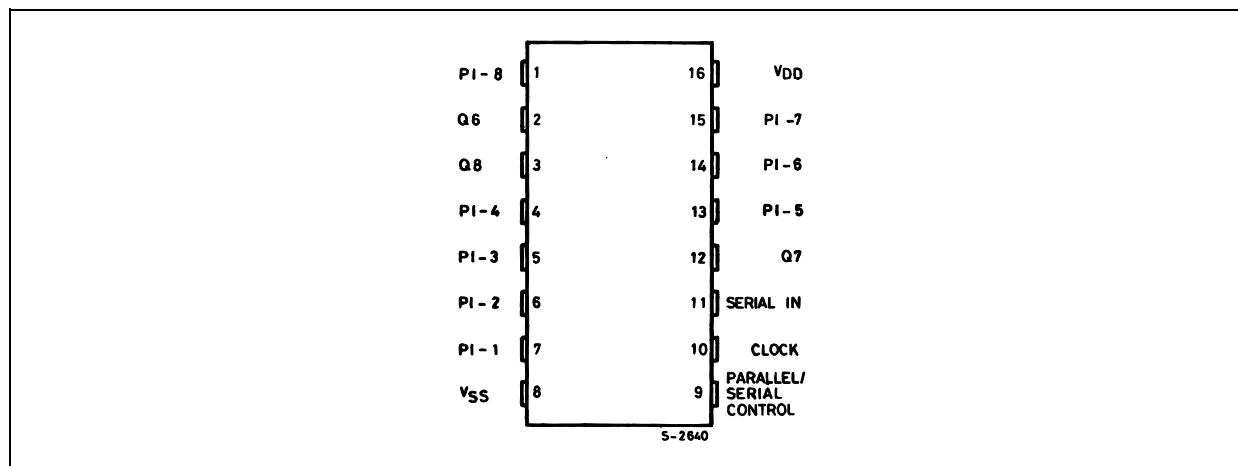 PI-8 1 16 VDD
Q6 2 15 PI-7
Q8 3 14 PI-6
PI-4 4 13 PI-5
PI-3 5 12 Q7
PI-2 6 11 SERIAL IN
PI-1 7 10 CLOCK
VSS 8 9 PARALLEL/
SERIAL
CONTROL
S-2640